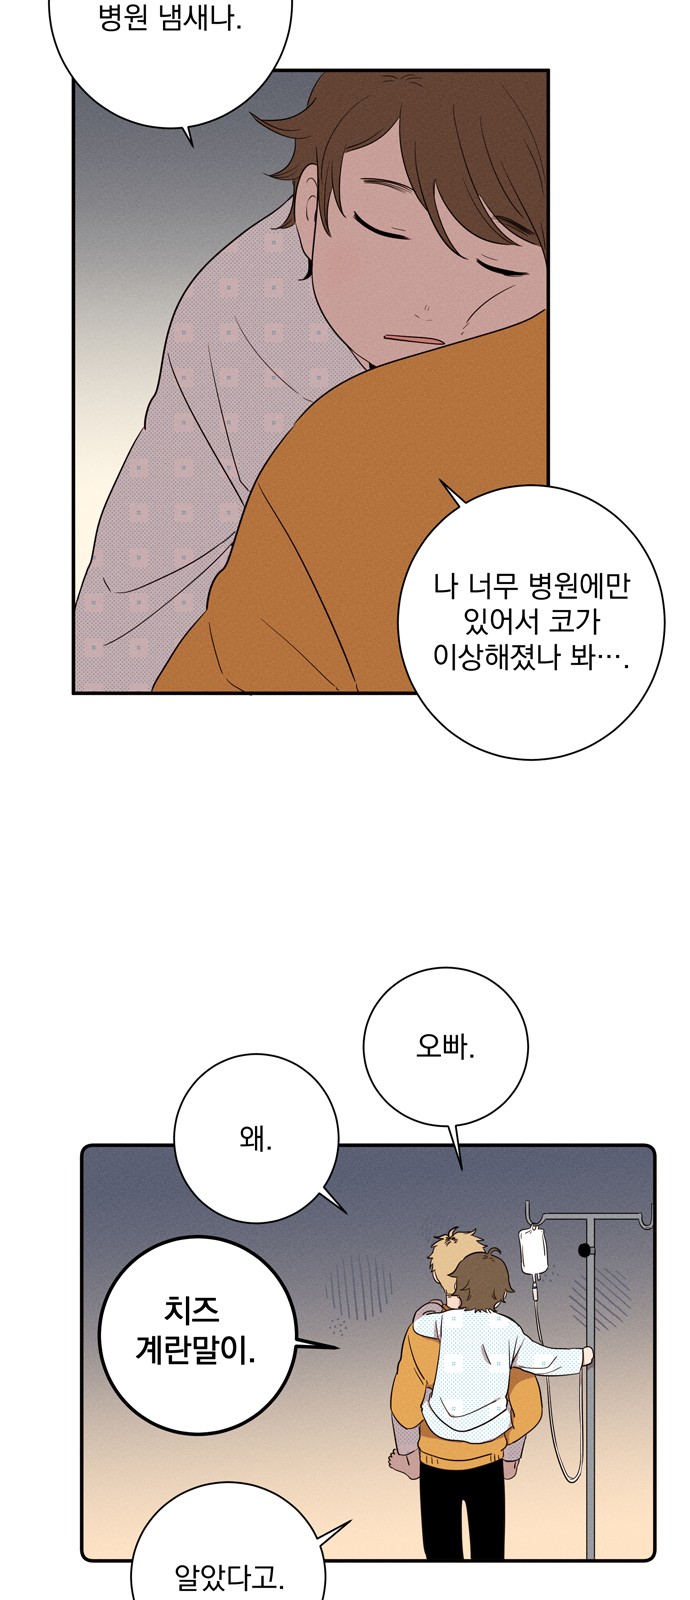 병원 냄새나.
나 너무 병원에만
있어서 코가
이상해졌나 봐….
오빠.
왜.
치즈
계란말이.
알았다고.